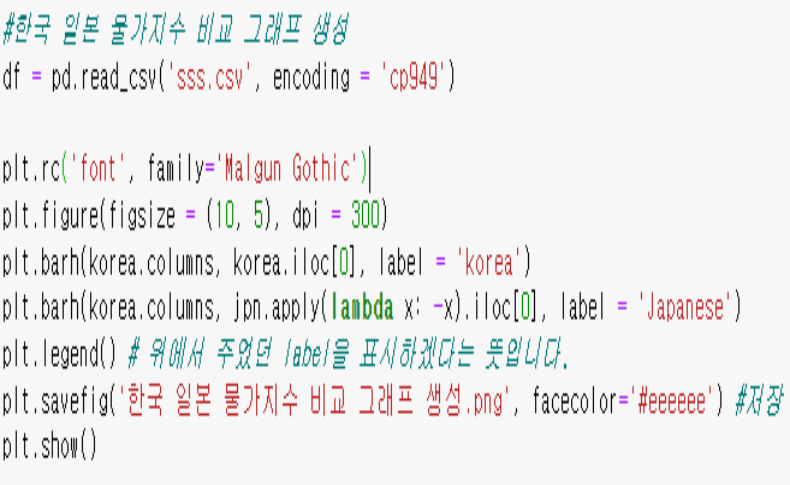 #한국 일본 물가지수 비교 그래프 생성
df = pd.read_csv('sss.csv', encoding = 'cp949')
plt.rc('font', family='Malgun Gothic')
plt.figure(figsize = (10, 5), dpi = 300)
plt.barh(korea.columns, korea.iloc[0], label = 'korea')
plt.barh(korea.columns, jpn.apply(lambda x: -x).iloc[0], label = 'Japanese')
plt.legend() # 위에서 주었던 label을 표시하겠다는 뜻입니다.
plt.savefig('한국 일본 물가지수 비교 그래프 생성.png', facecolor='#eeeeee') #저장
plt.show()